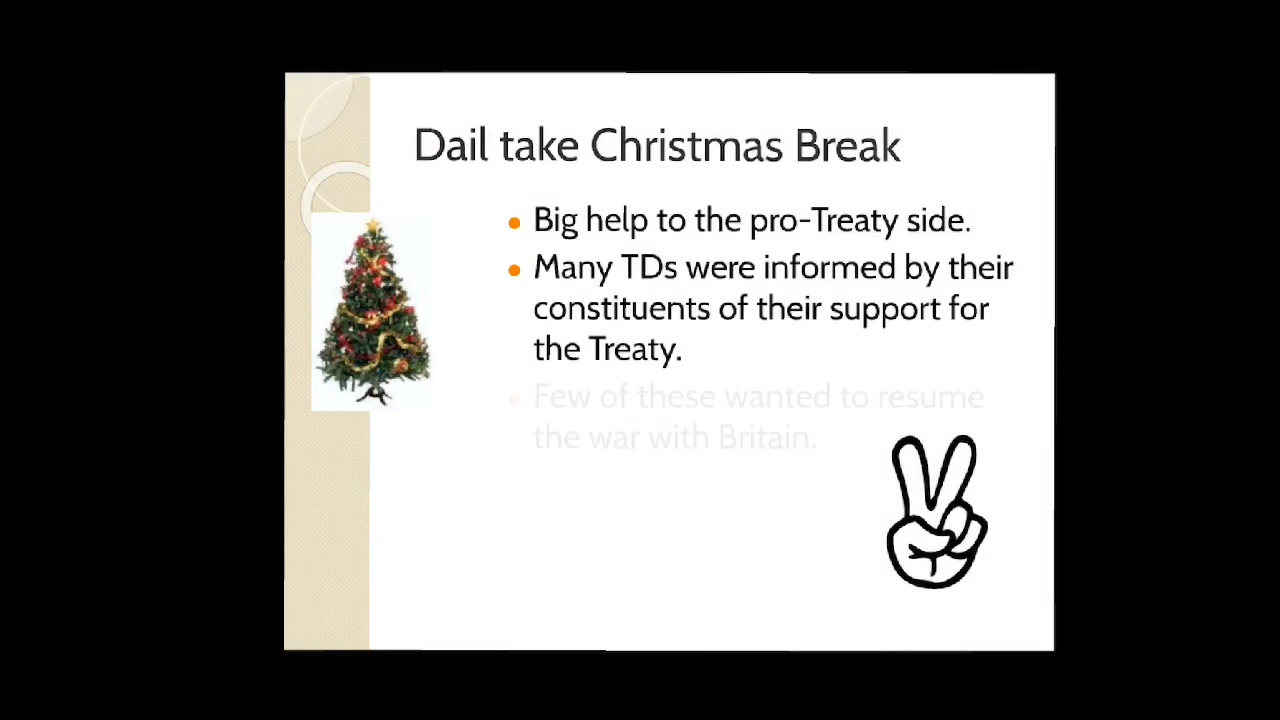 Dail take Christmas Break
Big help to the pro-Treaty side.
Many TDs were informed by their
constituents of their support for
the Treaty.
Few of these wanted to resume
the war with Britain.